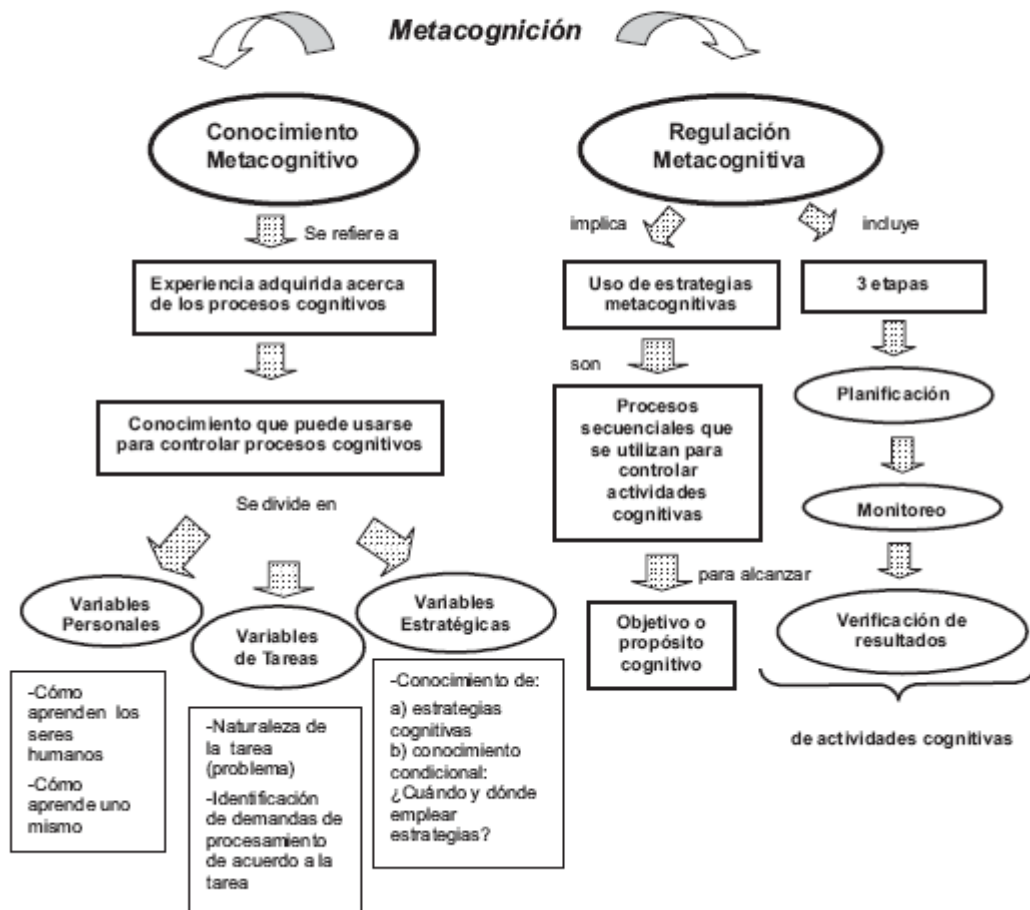 Metacognición
Conocimiento
Metacognitivo
Se refiere a
Experiencia adquirida acerca
de los procesos cognitivos
Conocimiento que puede usarse
para controlar procesos cognitivos
Se divide en
Variables
Personales
-Cómo
aprenden los
seres
humanos
-Cómo
aprende uno
mismo
Variables
de Tareas
-Naturaleza de
la tarea
(problema)
-Identificación
de demandas de
procesamiento
de acuerdo a la
tarea
Variables
Estratégicas
-Conocimiento de:
a) estrategias
cognitivas
b) conocimiento
condicional:
¿Cuándo y dónde
emplear
estrategias?
Regulación
Metacognitiva
implica
Uso de estrategias
metacognitivas
son
Procesos
secuenciales que
se utilizan para
controlar
actividades
cognitivas
para alcanzar
Objetivo o
propósito
cognitivo
incluye
3 etapas
Planificación
Monitoreo
Verificación de
resultados
de actividades cognitivas